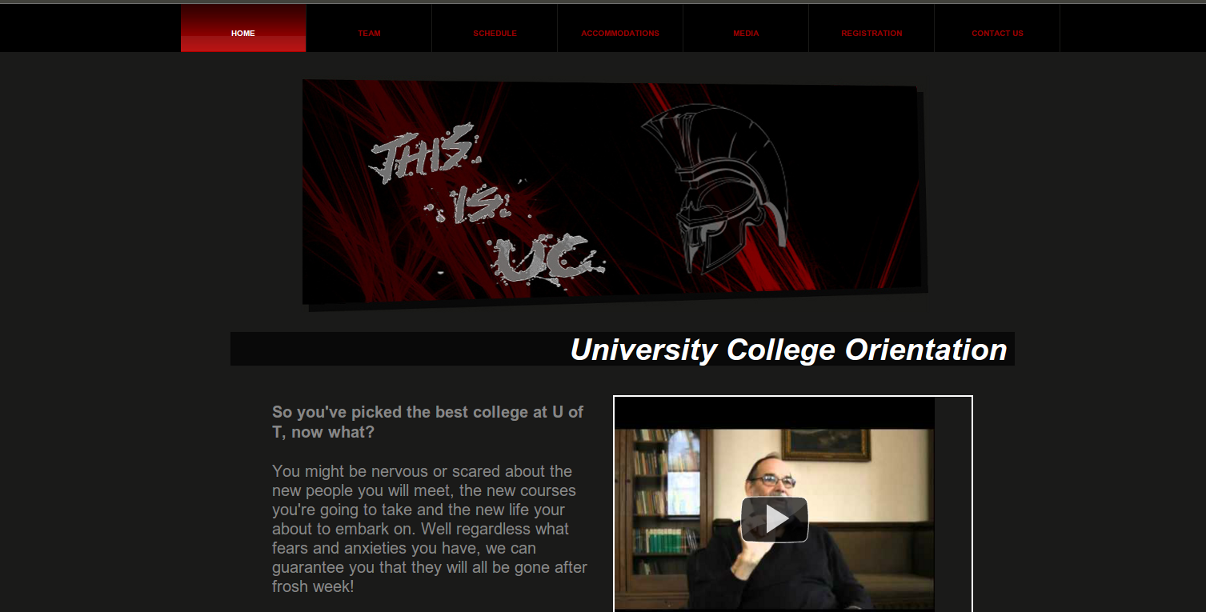 HOME TEAM SCHEDULE ACCOMMODATIONS MEDIA REGISTRATION CONTACT US
THIS
IS
UC
University College Orientation
So you've picked the best college at U of
T, now what?
You might be nervous or scared about the
new people you will meet, the new courses
you're going to take and the new life your
about to embark on. Well regardless what
fears and anxieties you have, we can
guarantee you that they will all be gone after
frosh week!